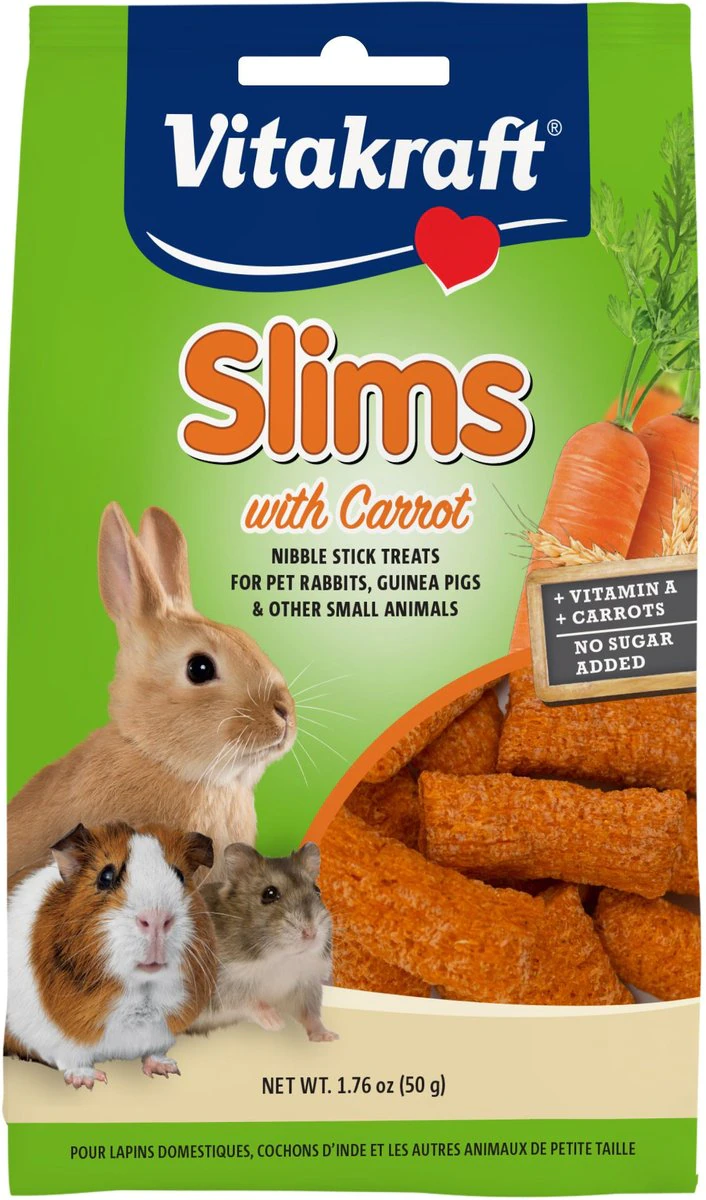 Vitakraft®
Slims
with Carrot
NIBBLE STICK TREATS
FOR PET RABBITS, GUINEA PIGS
& OTHER SMALL ANIMALS
+ VITAMIN A
+ CARROTS
NO SUGAR
ADDED
NET WT. 1.76 oz (50 g)
POUR LAPINS DOMESTIQUES, COCHONS D'INDE ET LES AUTRES ANIMAUX DE PETITE TAILLE